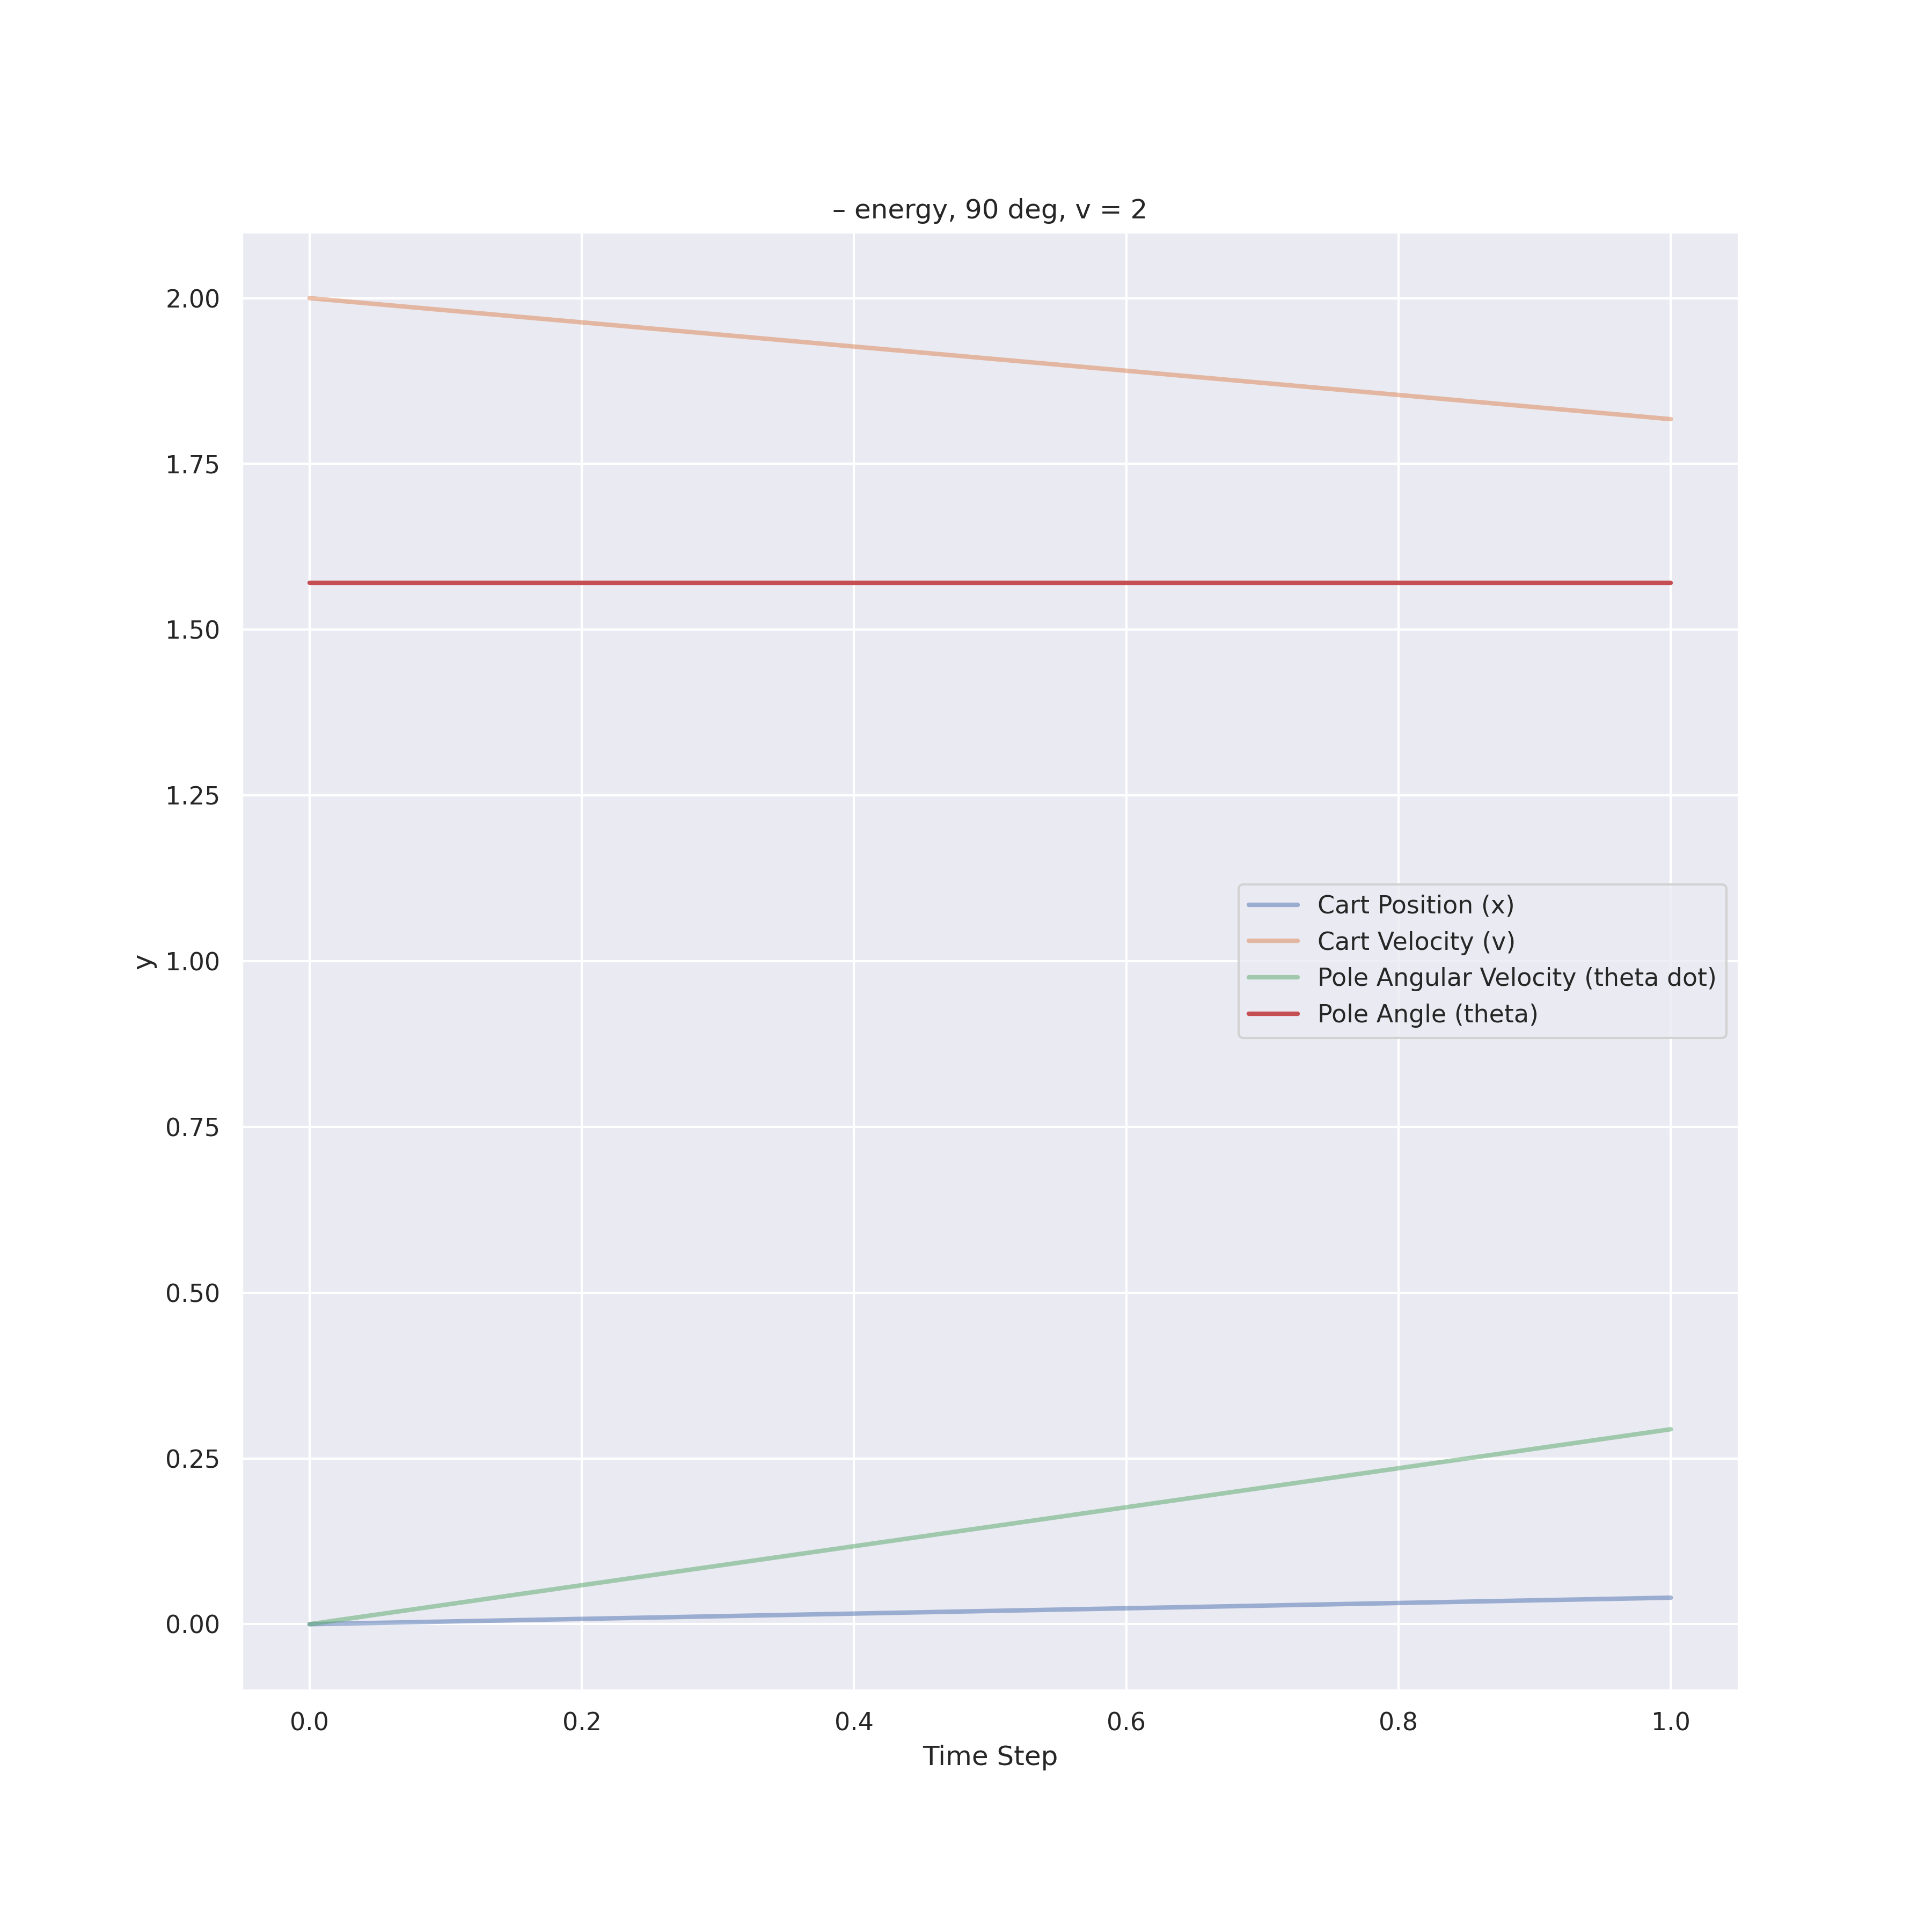 – energy, 90 deg, v = 2
2.00
1.75
1.50
1.25
1.00
0.75
0.50
0.25
0.00
y
Cart Position (x)
Cart Velocity (v)
Pole Angular Velocity (theta dot)
Pole Angle (theta)
0.0 0.2 0.4 0.6 0.8 1.0
Time Step